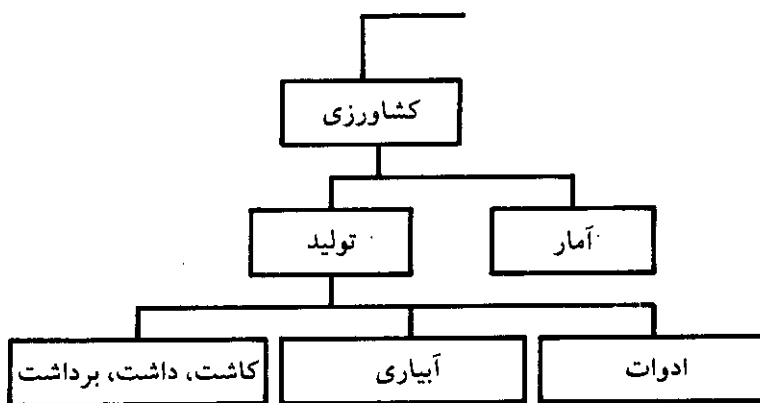 کشاورزی
آمار
تولید
ادوات
آبیاری
کاشت، داشت، برداشت